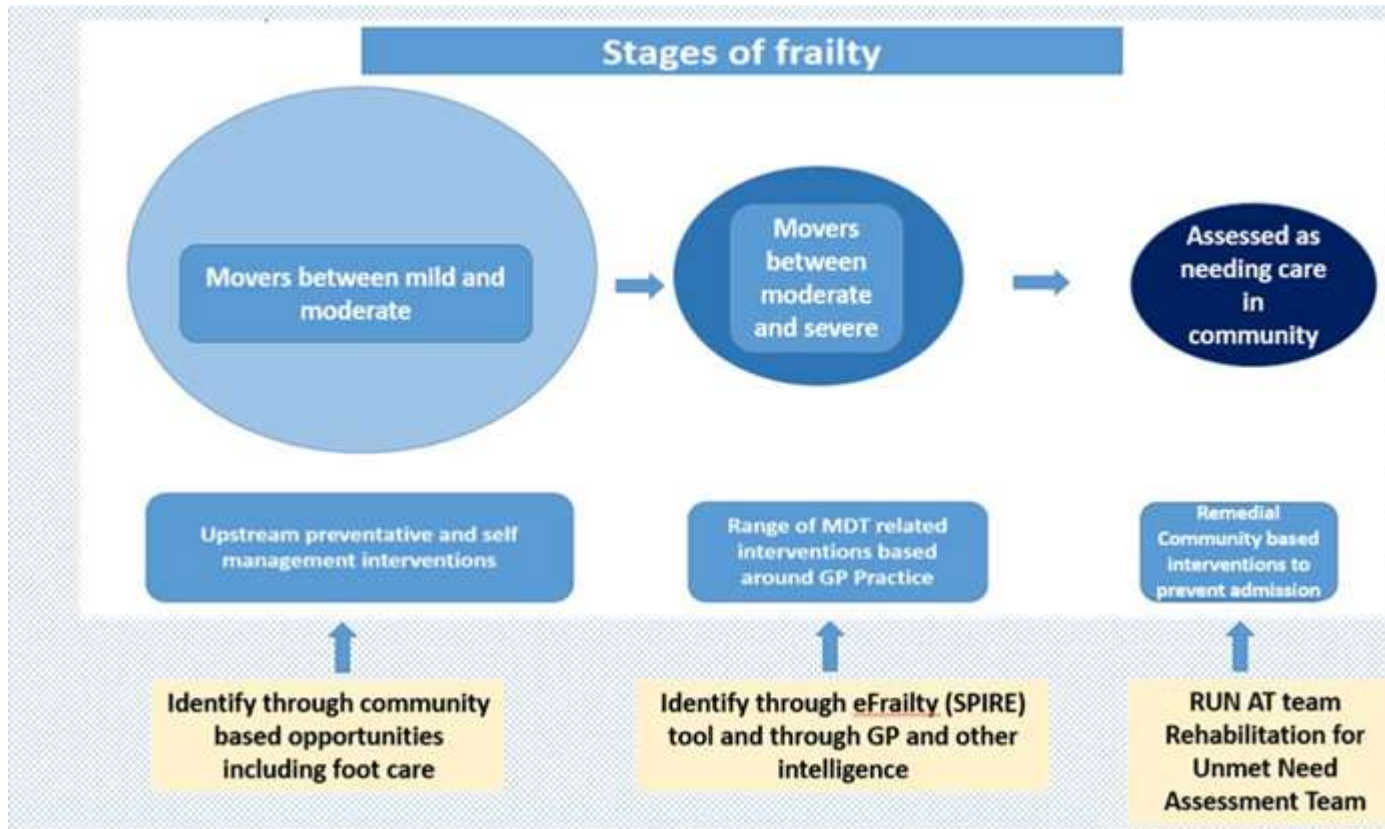 Stages of frailty
Movers between mild and
moderate
Movers
between
moderate
and severe
Assessed as
needing care
in
community
Upstream preventative and self
management interventions
Range of MDT related
interventions based
around GP Practice
Remedial
Community based
interventions to
prevent admission
Identify through community
based opportunities
including foot care
Identify through eFrailty (SPIRE)
tool and through GP and other
intelligence
RUN AT team
Rehabilitation for
Unmet Need
Assessment Team